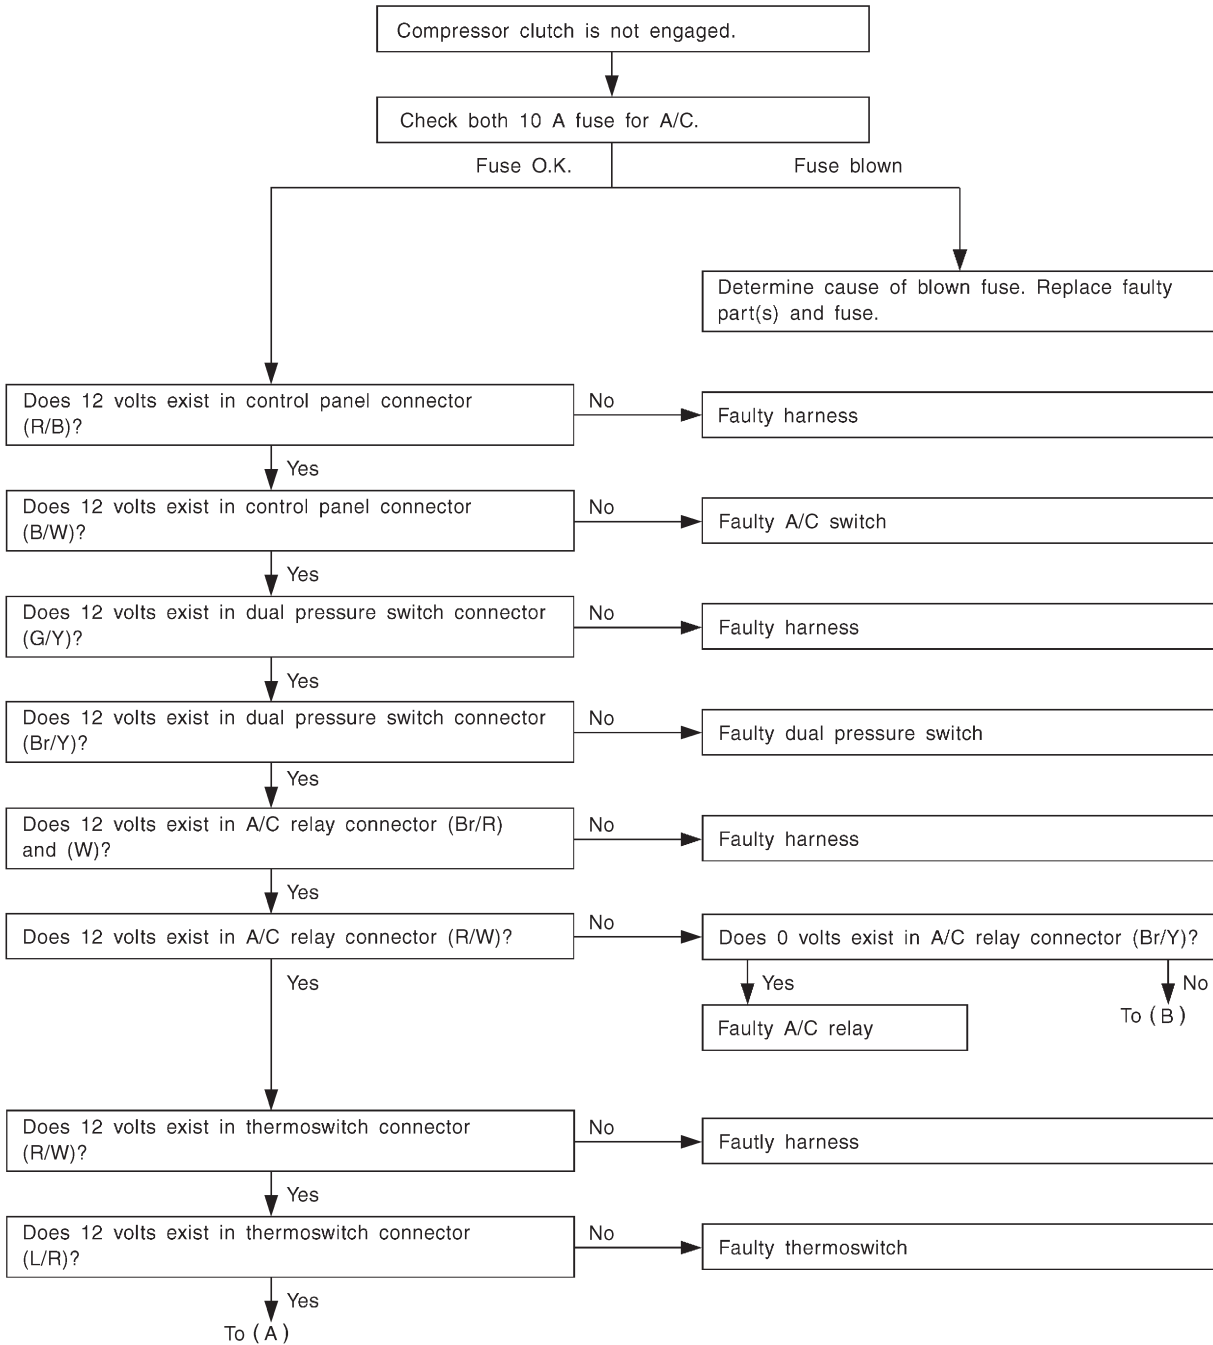 Compressor clutch is not engaged.
Check both 10 A fuse for A/C.
Fuse O.K.
Fuse blown
Determine cause of blown fuse. Replace faulty
part(s) and fuse.
Does 12 volts exist in control panel connector
(R/B)?
No
Faulty harness
Yes
Does 12 volts exist in control panel connector
(B/W)?
No
Faulty A/C switch
Yes
Does 12 volts exist in dual pressure switch connector
(G/Y)?
No
Faulty harness
Yes
Does 12 volts exist in dual pressure switch connector
(Br/Y)?
No
Faulty dual pressure switch
Yes
Does 12 volts exist in A/C relay connector (Br/R)
and (W)?
No
Faulty harness
Yes
Does 12 volts exist in A/C relay connector (R/W)?
No
Does 0 volts exist in A/C relay connector (Br/Y)?
Yes
Yes
No
Faulty A/C relay
To (B)
Does 12 volts exist in thermoswitch connector
(R/W)?
No
Fautly harness
Yes
Does 12 volts exist in thermoswitch connector
(L/R)?
No
Faulty thermoswitch
Yes
To (A)